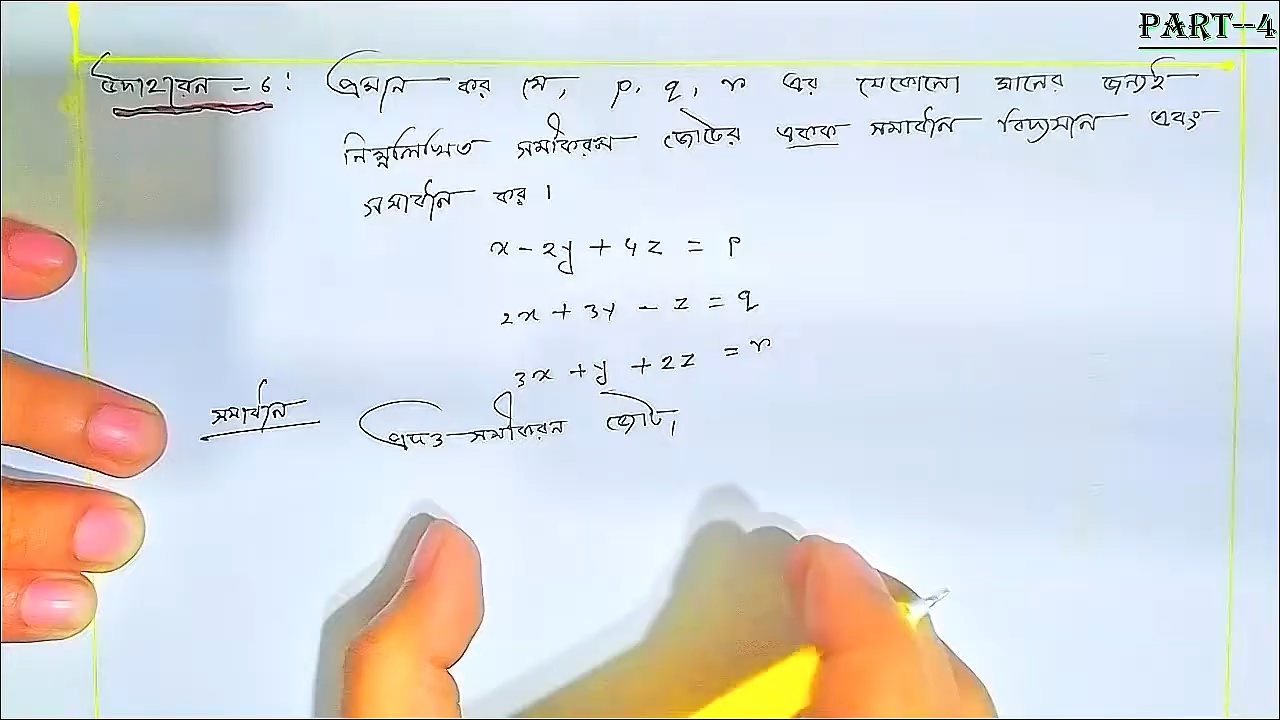 PART--4
উদাহরন - ৬ : প্রমান কর যে, p, q, r এর যেকোনো মানের জন্যই
নিম্নলিখিত সমীকরন জোটের একক সমাধান বিদ্যমান এবং
সমাধান কর ।
x - 2y + 4z = p
2x + 3y - z = q
3x + y + 2z = r
সমাধান প্রদত্ত সমীকরন জোট,